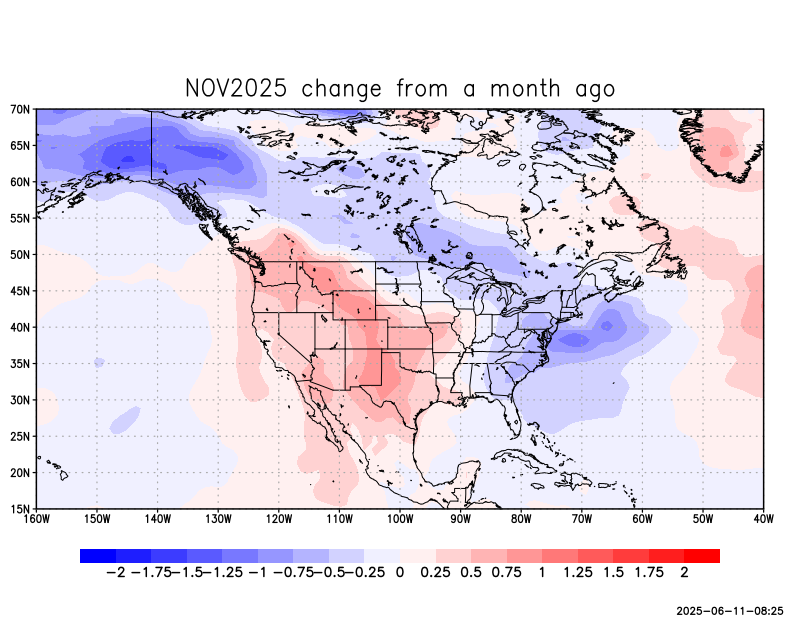 NOV2025 change from a month ago
70N
65N
60N
55N
50N
45N
40N
35N
30N
25N
20N
15N
160W 150W 140W 130W 120W 110W 100W 90W 80W 70W 60W 50W 40W
−2 −1.75 −1.5 −1.25 −1 −0.75 −0.5 −0.25 0 0.25 0.5 0.75 1 1.25 1.5 1.75 2
2025−06−11−08:25